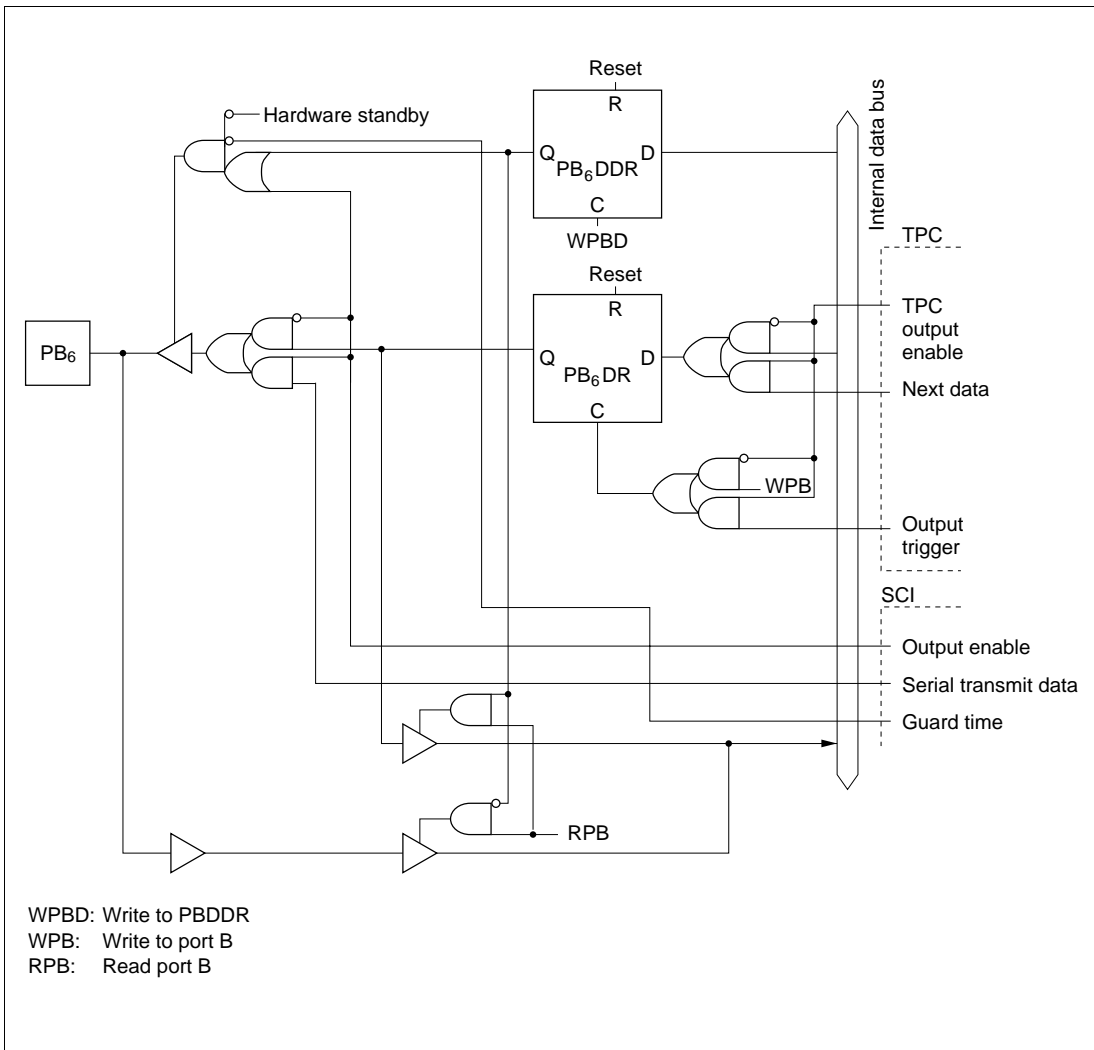 Reset
R
Hardware standby
Q
D
PB6DDR
C
WPBD
Internal data bus
TPC
Reset
R
TPC
output
enable
PB6
Q
D
PB6DR
Next data
C
WPB
Output
trigger
SCI
Output enable
Serial transmit data
Guard time
RPB
WPBD: Write to PBDDR
WPB: Write to port B
RPB: Read port B